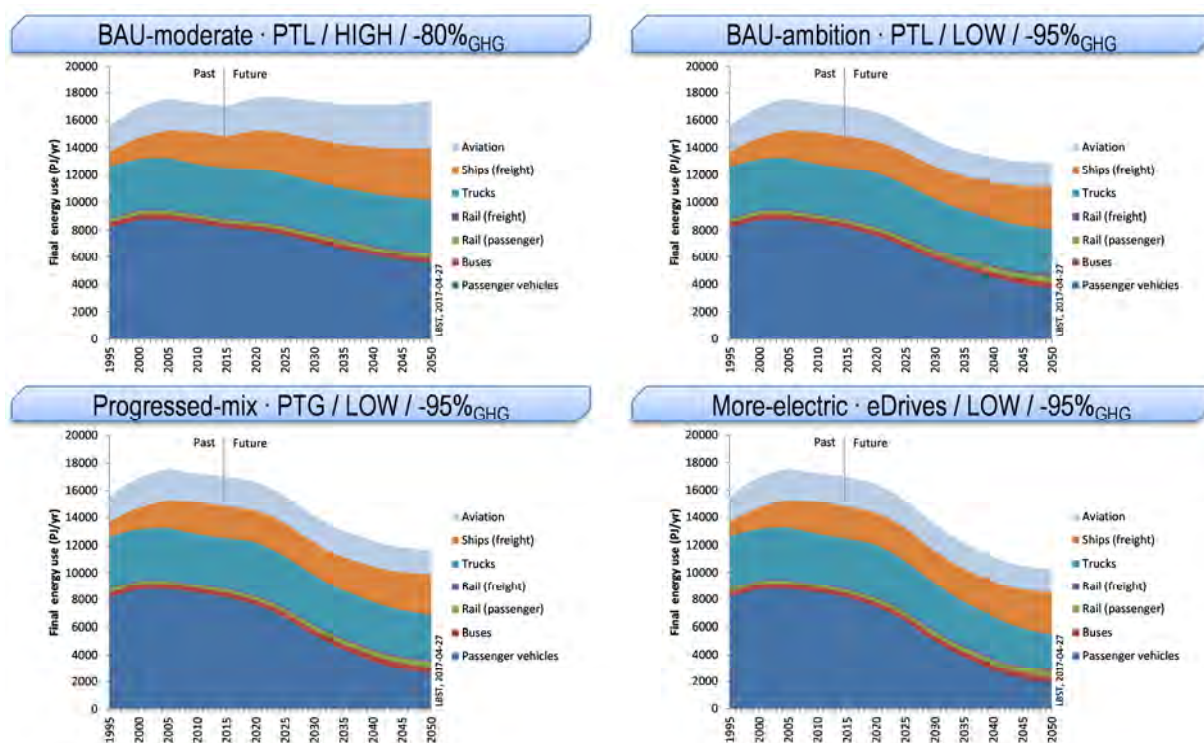 BAU-moderate · PTL / HIGH / -80%GHG
Final energy use (PJ/yr)
20000
18000
16000
14000
12000
10000
8000
6000
4000
2000
0
Past Future
1995 2000 2005 2010 2015 2020 2025 2030 2035 2040 2045 2050
Aviation
Ships (freight)
Trucks
Rail (freight)
Rail (passenger)
Buses
Passenger vehicles
LBST, 2017-04-27
BAU-ambition · PTL / LOW / -95%GHG
Final energy use (PJ/yr)
20000
18000
16000
14000
12000
10000
8000
6000
4000
2000
0
Past Future
1995 2000 2005 2010 2015 2020 2025 2030 2035 2040 2045 2050
Aviation
Ships (freight)
Trucks
Rail (freight)
Rail (passenger)
Buses
Passenger vehicles
LBST, 2017-04-27
Progressed-mix · PTG / LOW / -95%GHG
Final energy use (PJ/yr)
20000
18000
16000
14000
12000
10000
8000
6000
4000
2000
0
Past Future
1995 2000 2005 2010 2015 2020 2025 2030 2035 2040 2045 2050
Aviation
Ships (freight)
Trucks
Rail (freight)
Rail (passenger)
Buses
Passenger vehicles
LBST, 2017-04-27
More-electric · eDrives / LOW / -95%GHG
Final energy use (PJ/yr)
20000
18000
16000
14000
12000
10000
8000
6000
4000
2000
0
Past Future
1995 2000 2005 2010 2015 2020 2025 2030 2035 2040 2045 2050
Aviation
Ships (freight)
Trucks
Rail (freight)
Rail (passenger)
Buses
Passenger vehicles
LBST, 2017-04-27